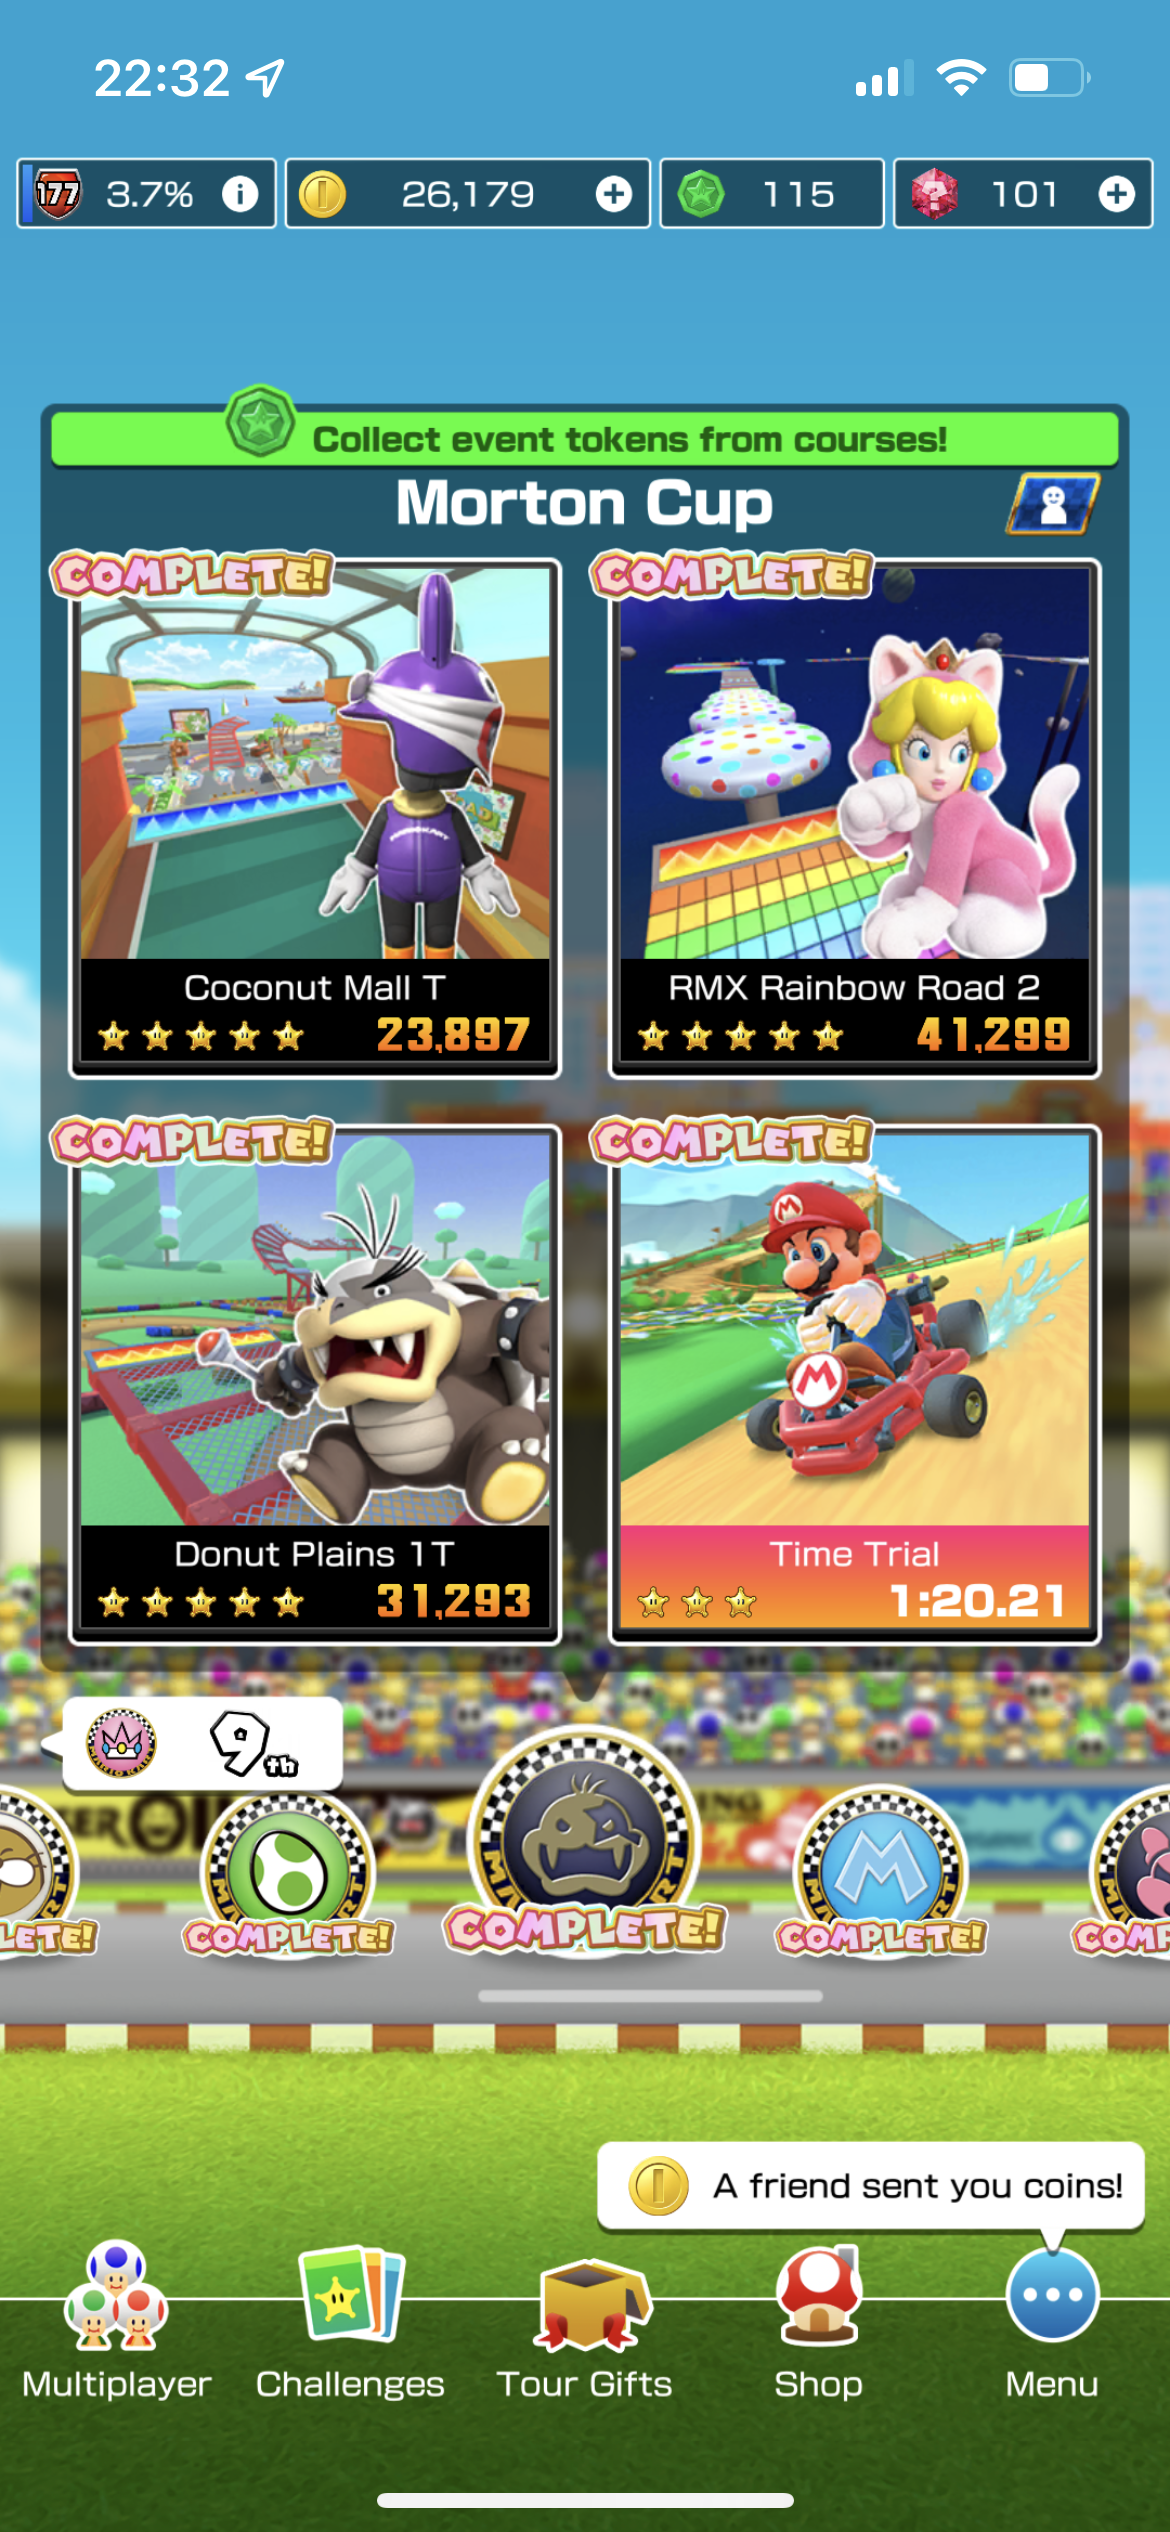 22:32
177 3.7% i 26,179 + 115 101 +
Collect event tokens from courses!
Morton Cup
COMPLETE! COMPLETE!
Coconut Mall T
23,897
RMX Rainbow Road 2
41,299
COMPLETE! COMPLETE!
M
M
Donut Plains 1T
31,293
Time Trial
1:20.21
9th
M
LETE! COMPLETE! COMPLETE! COMPLETE! COMP
A friend sent you coins!
Multiplayer Challenges Tour Gifts Shop Menu